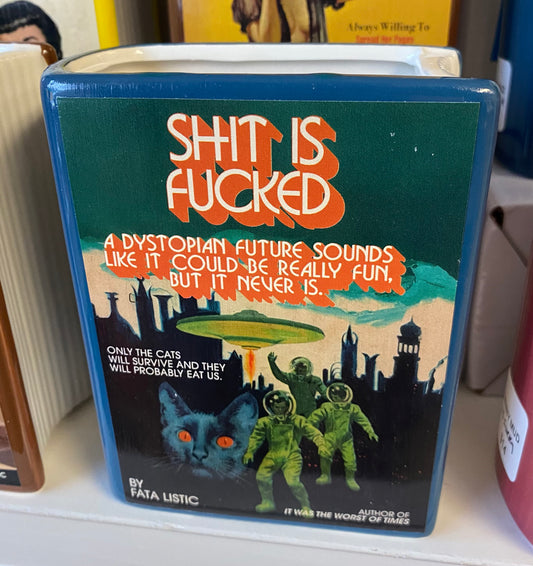 Always Willing To
Spread Her Pages
SHIT IS
FUCKED
A DYSTOPIAN FUTURE SOUNDS
LIKE IT COULD BE REALLY FUN,
BUT IT NEVER IS.
ONLY THE CATS
WILL SURVIVE AND THEY
WILL PROBABLY EAT US.
BY
FATA LISTIC
AUTHOR OF
IT WAS THE WORST OF TIMES